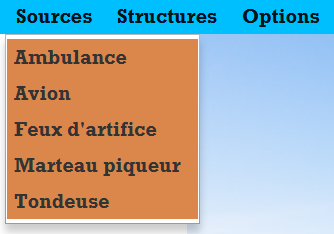 Sources Structures Options
Ambulance
Avion
Feux d'artifice
Marteau piqueur
Tondeuse